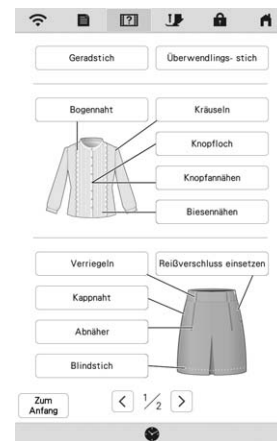 Geradstich
Überwendlings- stich
Bogennaht
Kräuseln
Knopfloch
Knopfannähen
Biesennähen
Verriegeln
Reißverschluss einsetzen
Kappnaht
Abnäher
Blindstich
Zum
Anfang
< 1/2 >